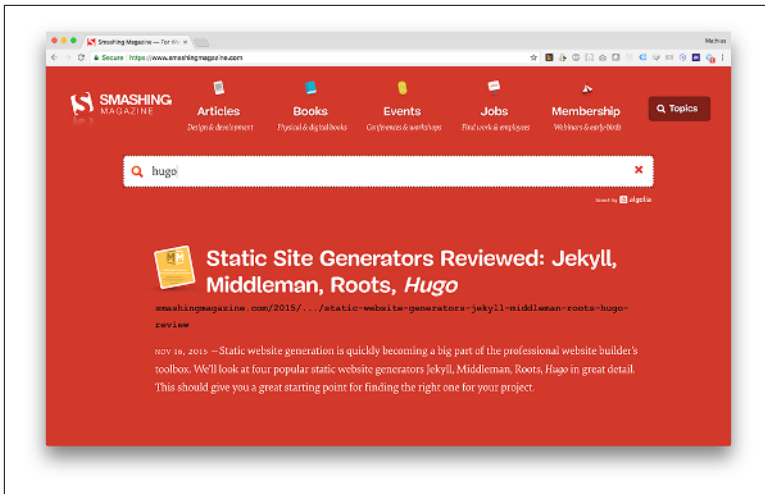 Smashing Magazine — For We
Mathias
Secure https://www.smashingmagazine.com
SMASHING
MAGAZINE
Articles
Design & development
Books
Physical & digital books
Events
Conferences & workshops
Jobs
Find work & employees
Membership
Webinars & early-birds
Topics
hugo
Search by algolia
Static Site Generators Reviewed: Jekyll,
Middleman, Roots, Hugo
smashingmagazine.com/2015/.../static-website-generators-jekyll-middleman-roots-hugo-
review
NOV 16, 2015 — Static website generation is quickly becoming a big part of the professional website builder's
toolbox. We'll look at four popular static website generators Jekyll, Middleman, Roots, Hugo in great detail.
This should give you a great starting point for finding the right one for your project.